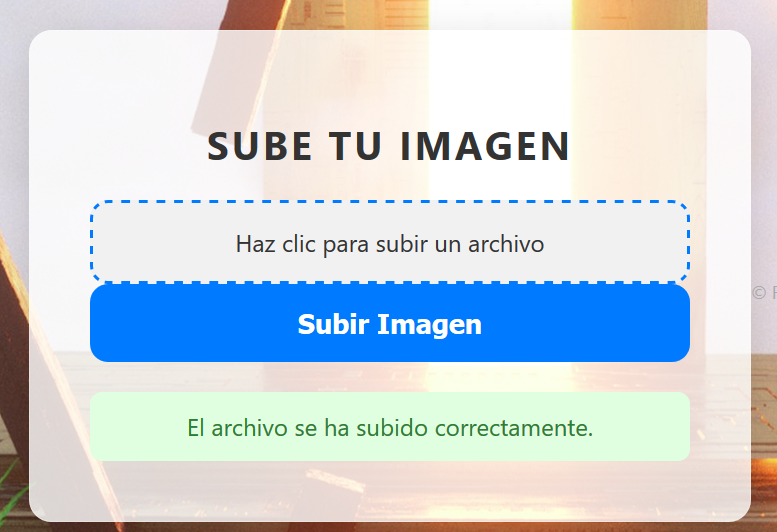 SUBE TU IMAGEN
Haz clic para subir un archivo
©
Subir Imagen
El archivo se ha subido correctamente.